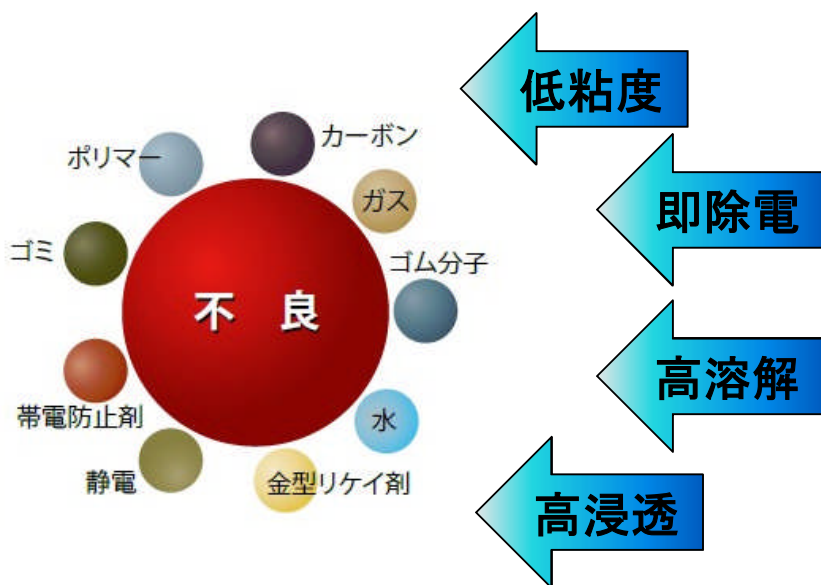 低粘度
カーボン
ポリマー
ガス
即除電
ゴミ
ゴム分子
不 良
高溶解
帯電防止剤
水
静電
金型リケイ剤
高浸透